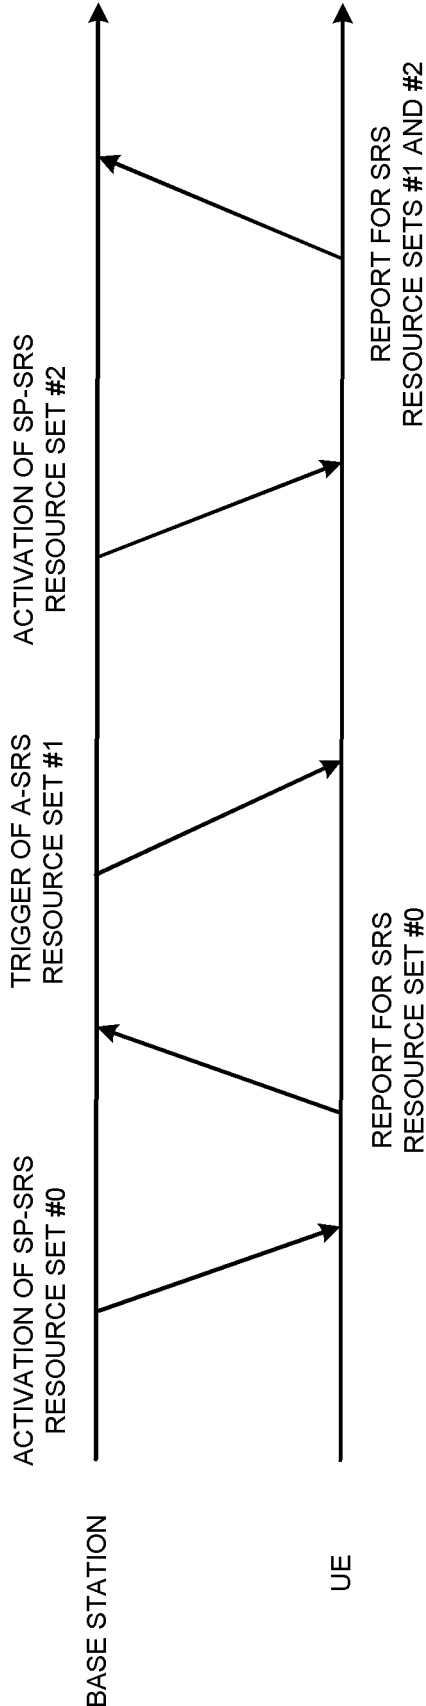 BASE STATION
ACTIVATION OF SP-SRS
RESOURCE SET #0
TRIGGER OF A-SRS
RESOURCE SET #1
ACTIVATION OF SP-SRS
RESOURCE SET #2
UE
REPORT FOR SRS
RESOURCE SET #0
REPORT FOR SRS
RESOURCE SETS #1 AND #2